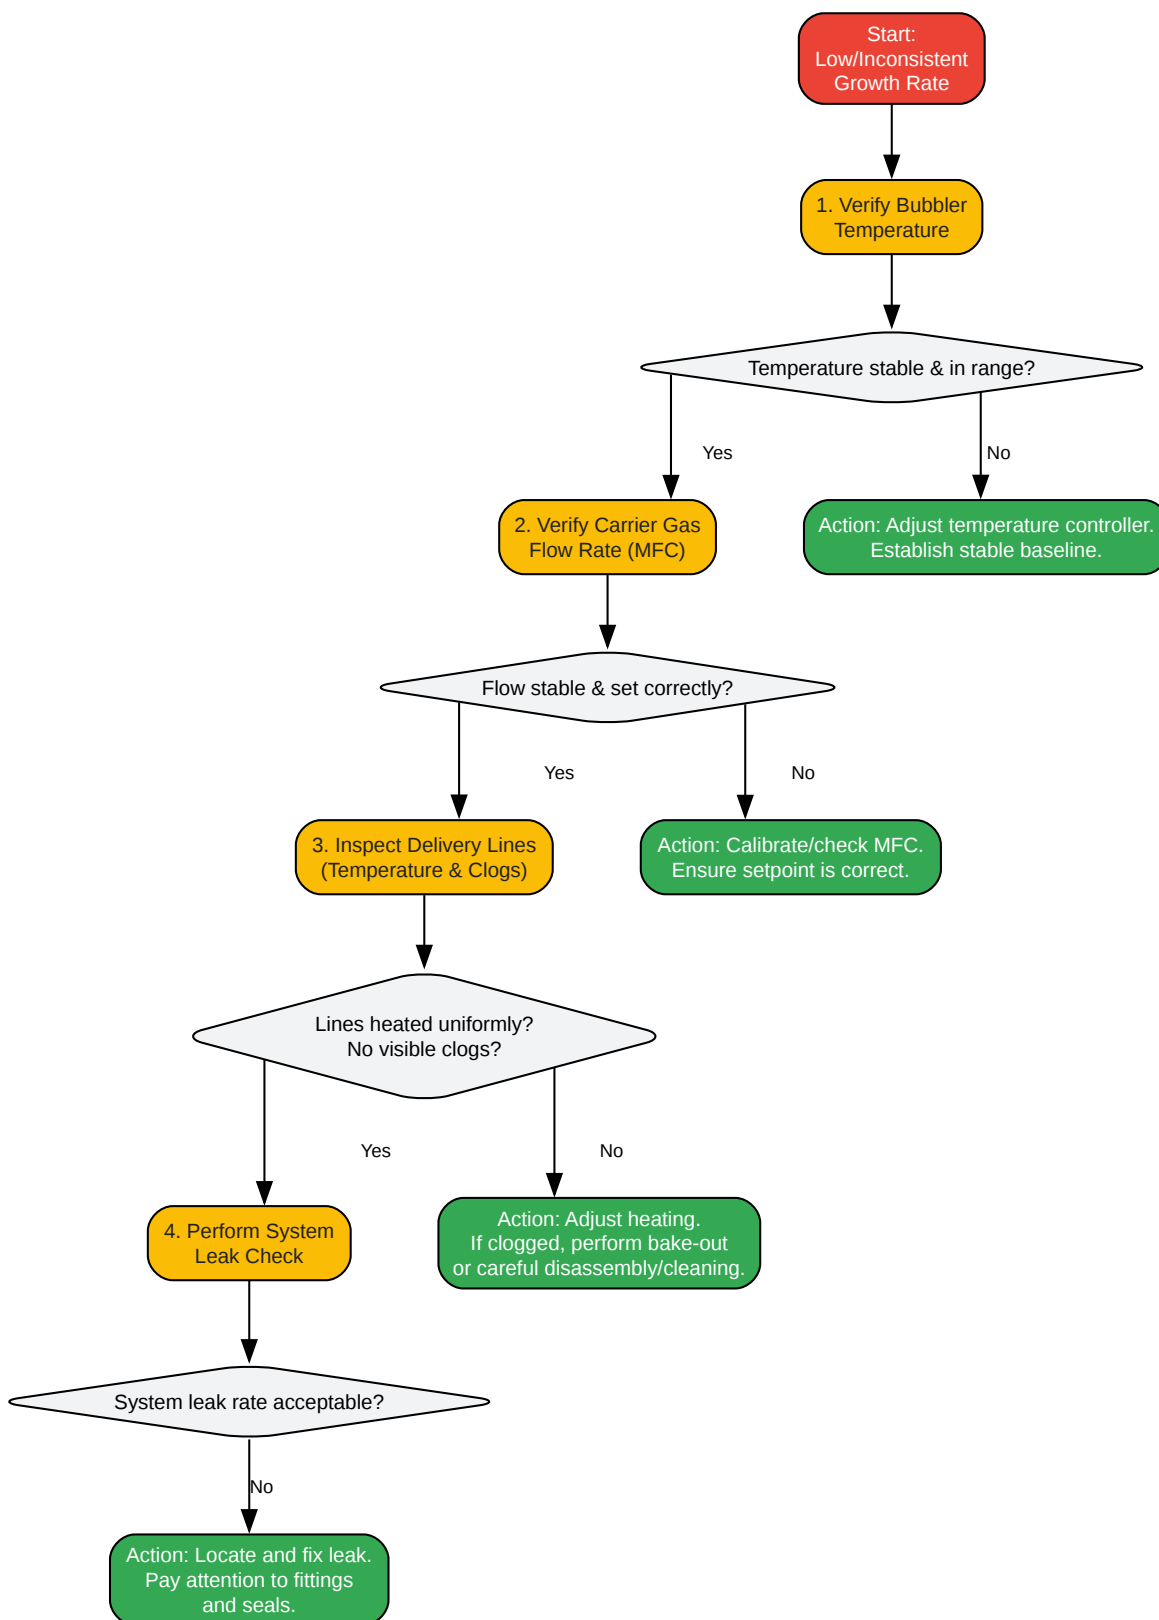 Start:
Low/Inconsistent
Growth Rate
1. Verify Bubbler
Temperature
Temperature stable & in range?
Yes
No
2. Verify Carrier Gas
Flow Rate (MFC)
Action: Adjust temperature controller.
Establish stable baseline.
Flow stable & set correctly?
Yes
No
3. Inspect Delivery Lines
(Temperature & Clogs)
Action: Calibrate/check MFC.
Ensure setpoint is correct.
Lines heated uniformly?
No visible clogs?
Yes
No
4. Perform System
Leak Check
Action: Adjust heating.
If clogged, perform bake-out
or careful disassembly/cleaning.
System leak rate acceptable?
No
Action: Locate and fix leak.
Pay attention to fittings
and seals.